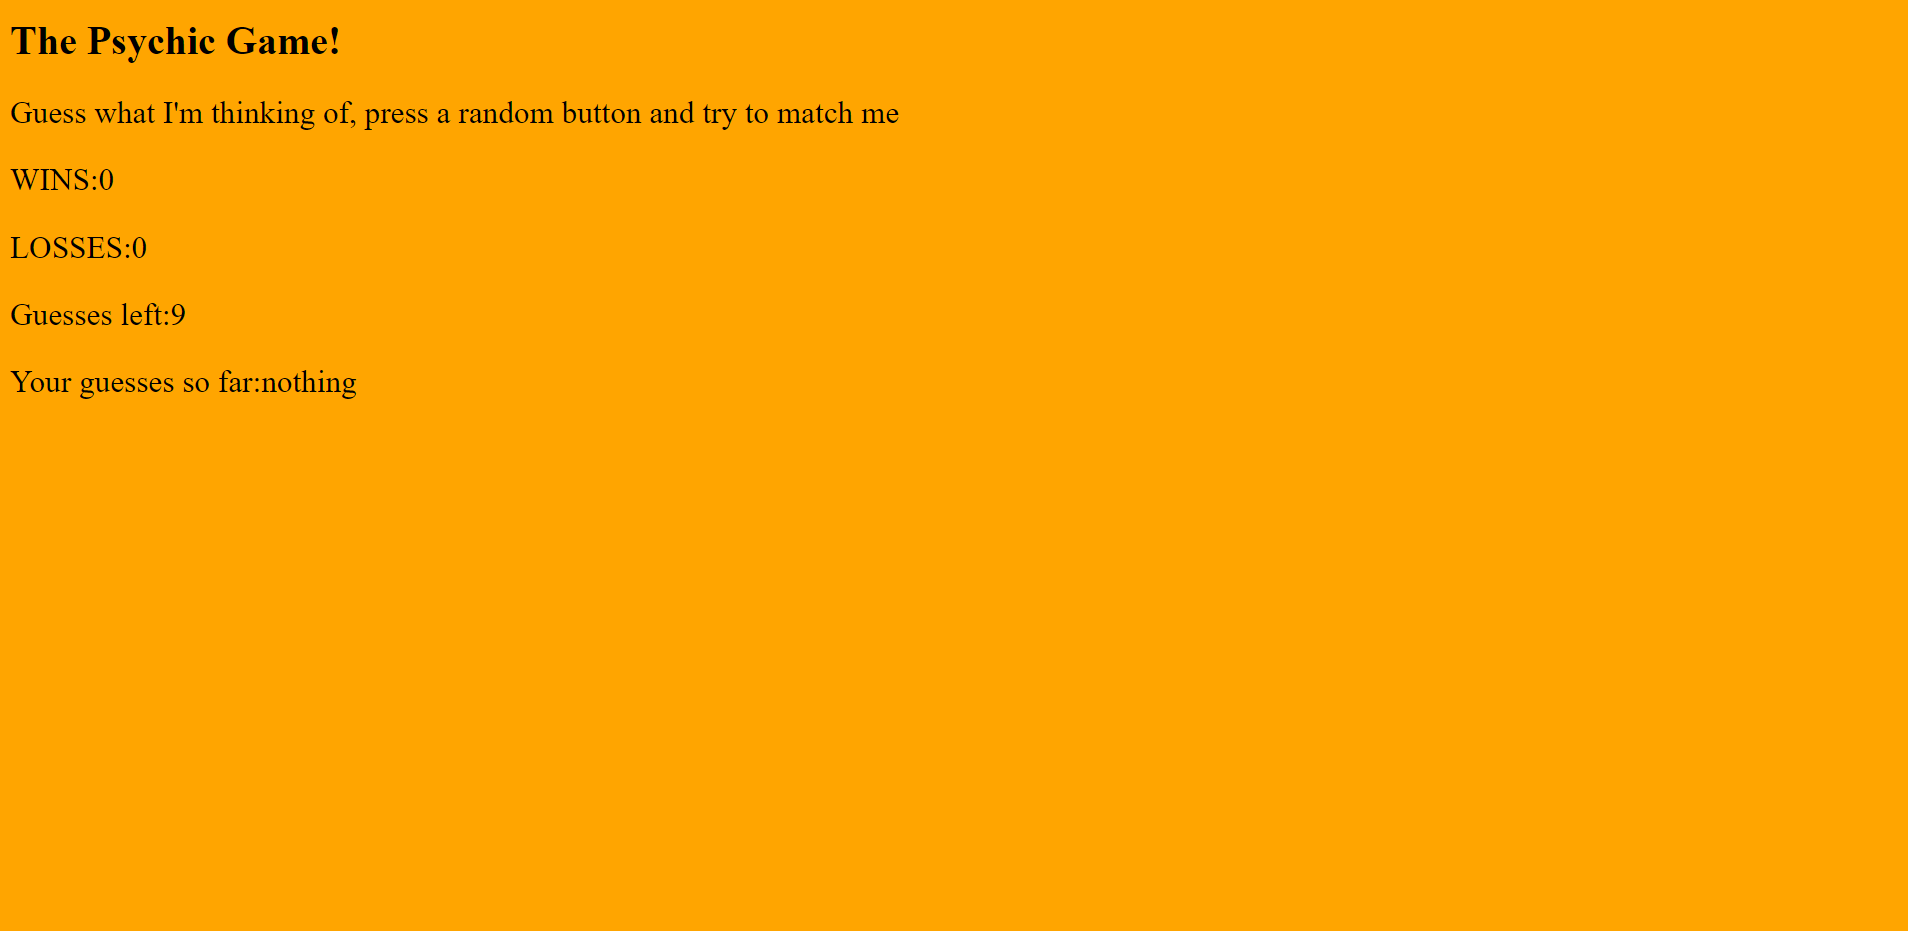 The Psychic Game!
Guess what I'm thinking of, press a random button and try to match me
WINS:0
LOSSES:0
Guesses left:9
Your guesses so far:nothing